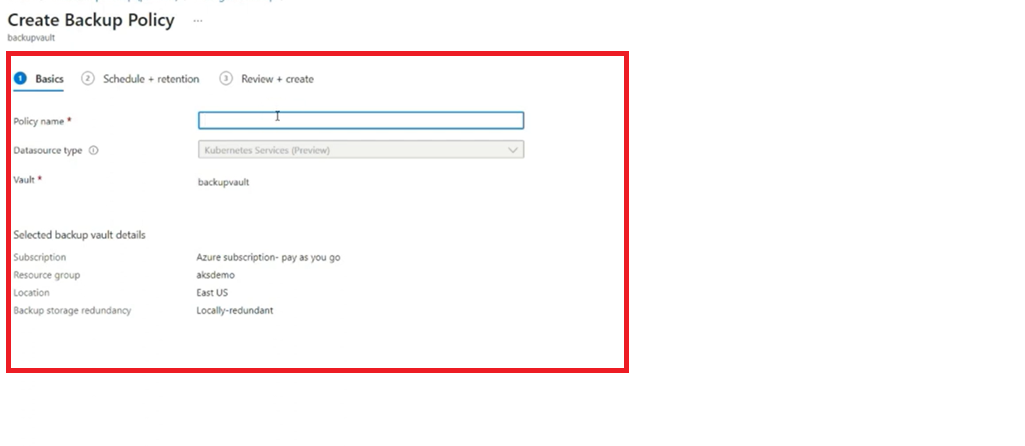 Create Backup Policy ...
backupvault
1 Basics 2 Schedule + retention 3 Review + create
Policy name *
Datasource type Kubernetes Services (Preview)
Vault * backupvault
Selected backup vault details
Subscription Azure subscription- pay as you go
Resource group aksdemo
Location East US
Backup storage redundancy Locally-redundant